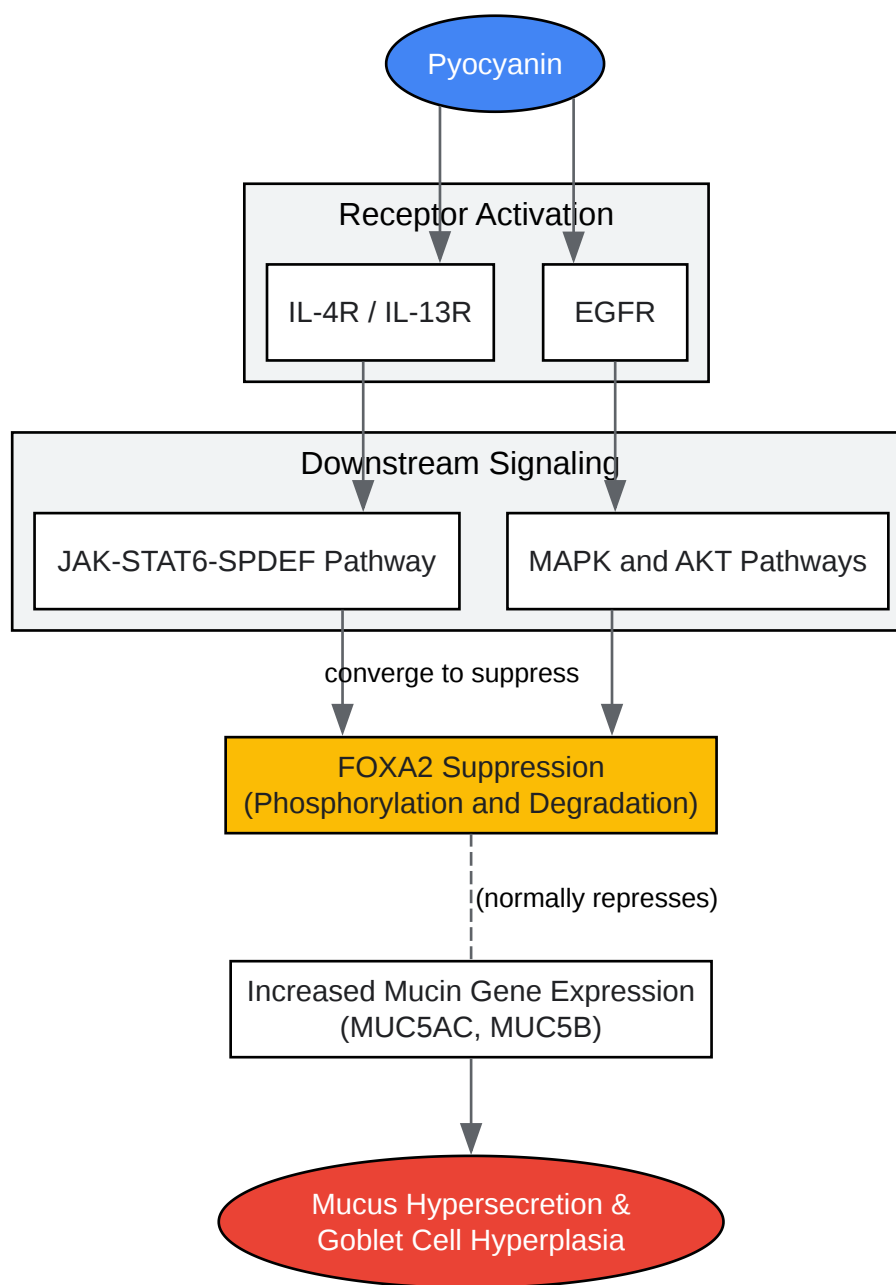 Pyocyanin
Receptor Activation
IL-4R / IL-13R
EGFR
Downstream Signaling
JAK-STAT6-SPDEF Pathway
MAPK and AKT Pathways
converge to suppress
FOXA2 Suppression
(Phosphorylation and Degradation)
(normally represses)
Increased Mucin Gene Expression
(MUC5AC, MUC5B)
Mucus Hypersecretion &
Goblet Cell Hyperplasia